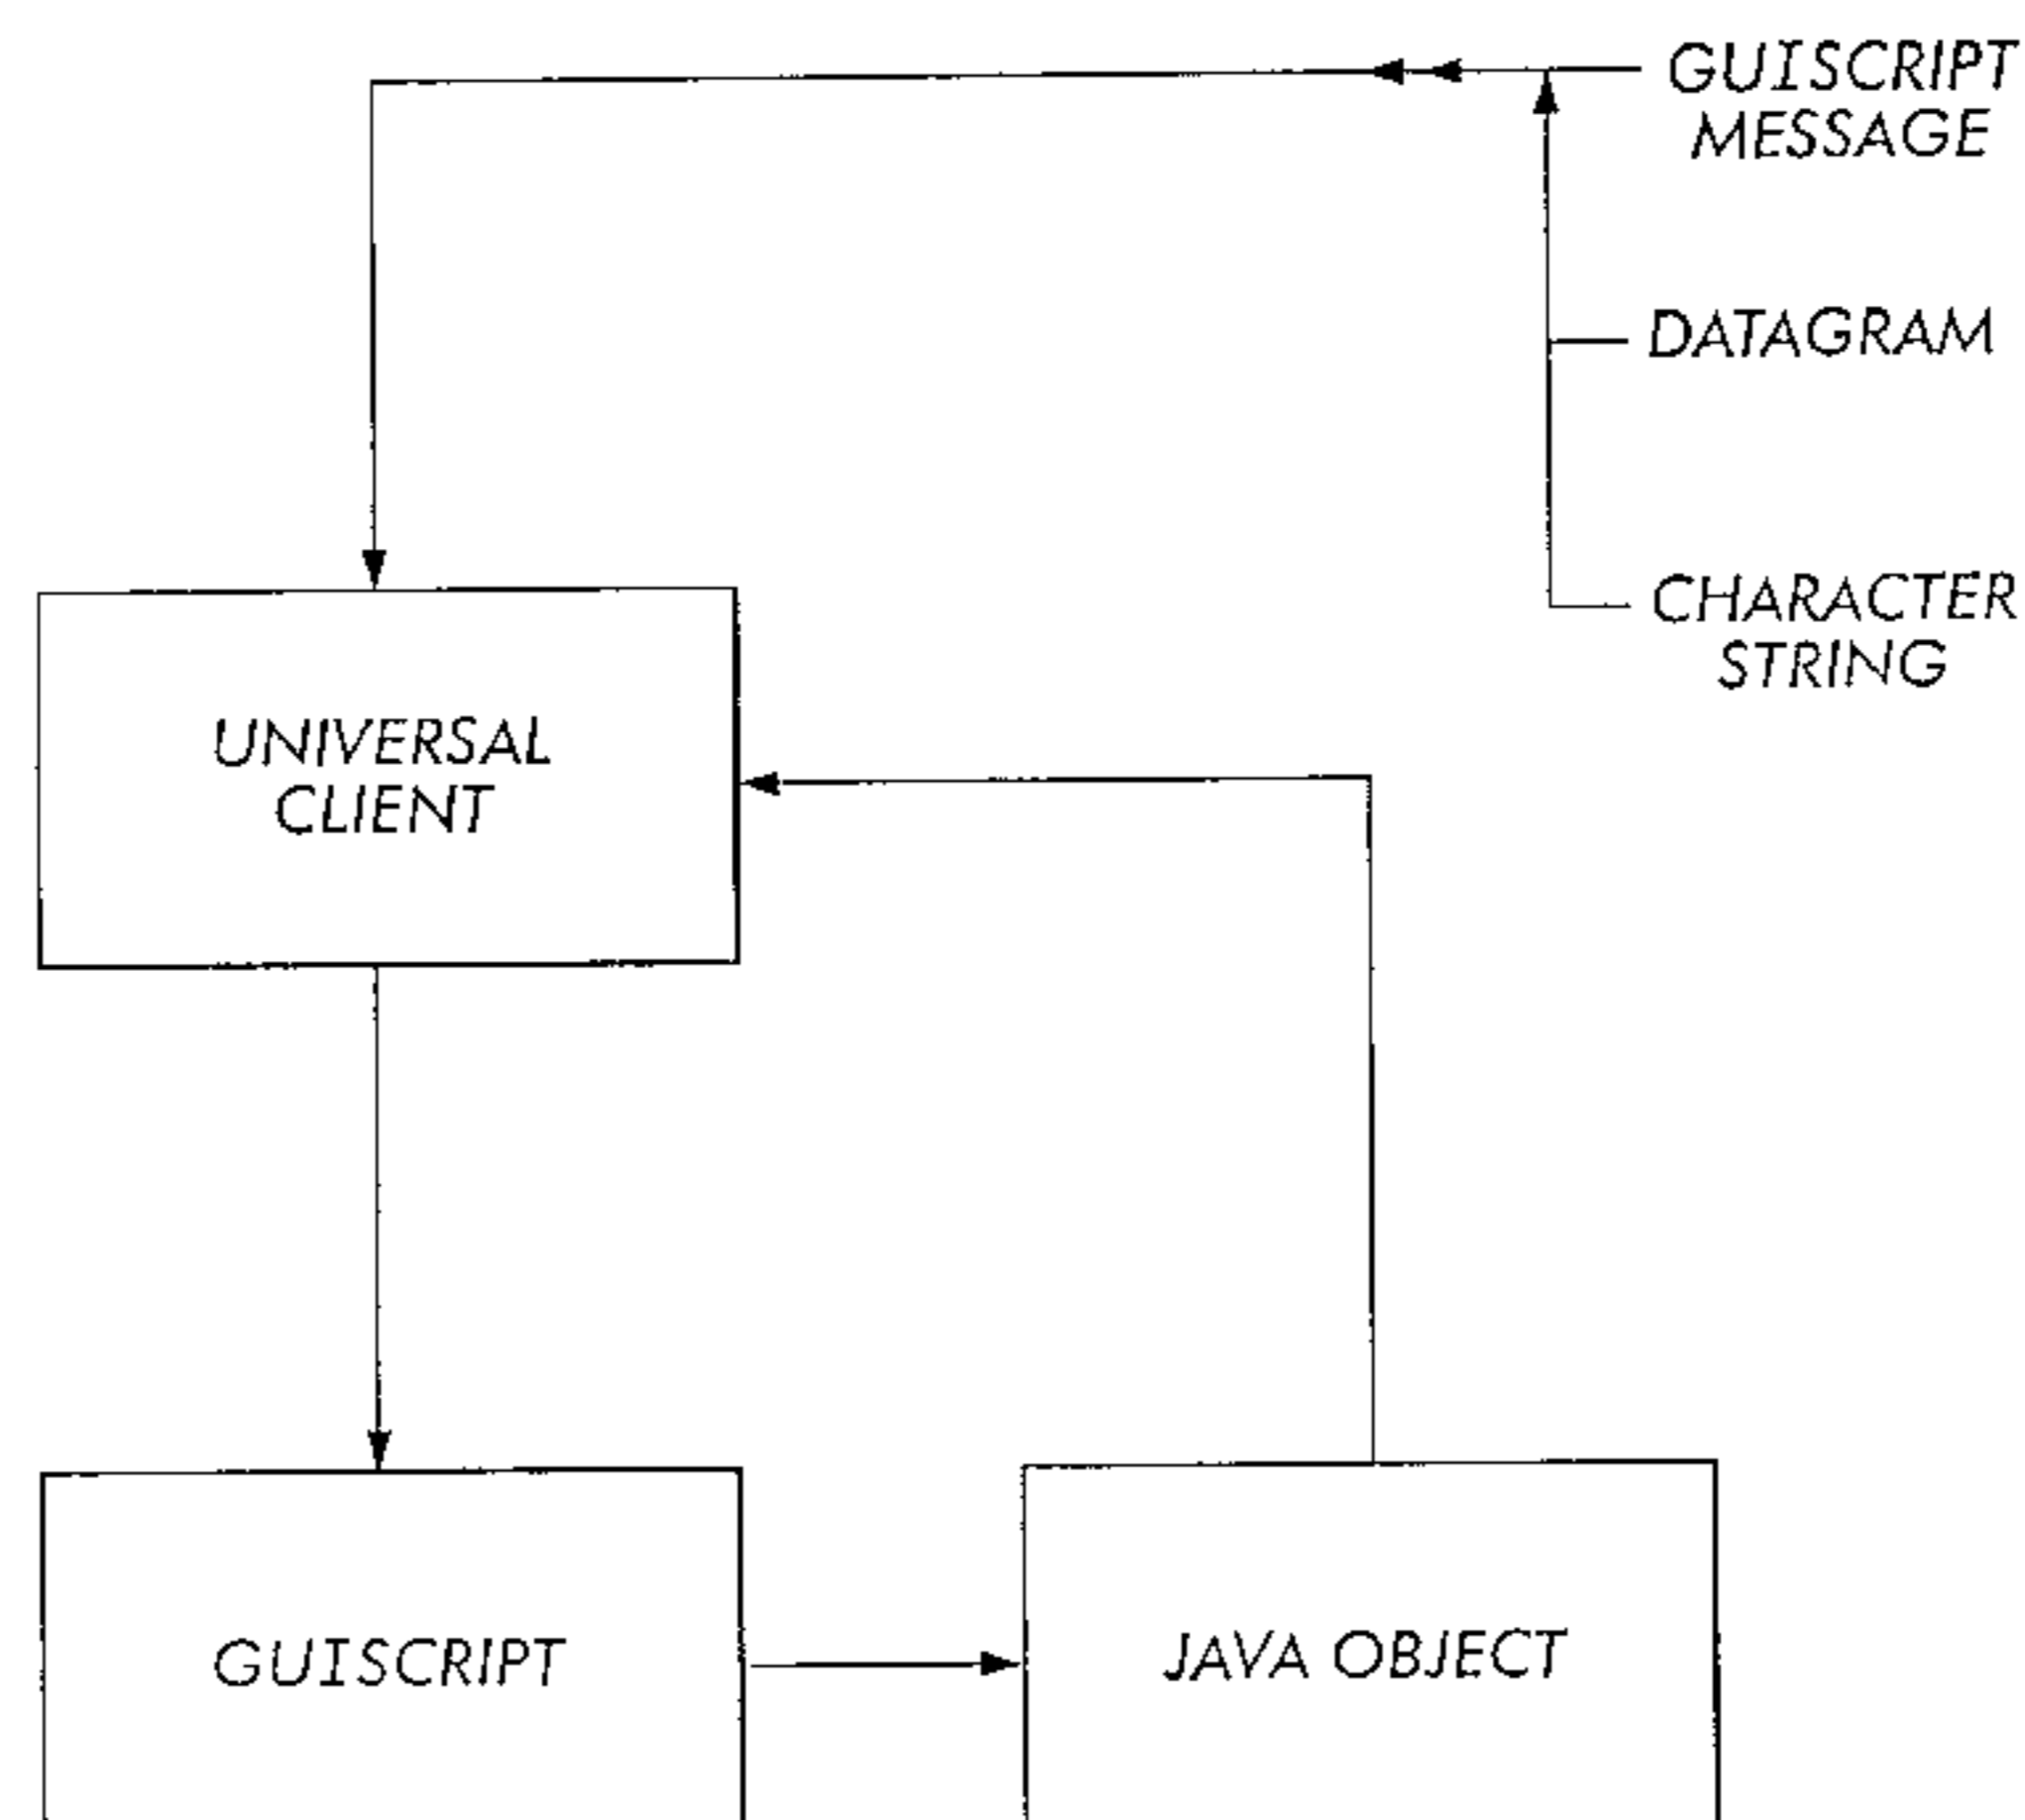 GUISCRIPT
MESSAGE
DATAGRAM
CHARACTER
STRING
UNIVERSAL
CLIENT
GUISCRIPT
JAVA OBJECT